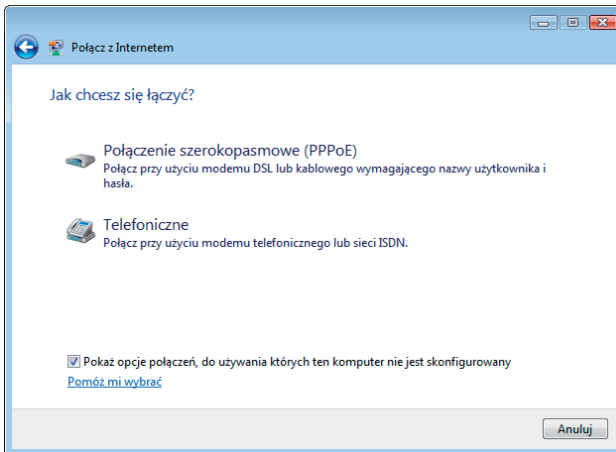 Połącz z Internetem
Jak chcesz się łączyć?
Połączenie szerokopasmowe (PPPoE)
Połącz przy użyciu modemu DSL lub kablowego wymagającego nazwy użytkownika i
hasła.
Telefoniczne
Połącz przy użyciu modemu telefonicznego lub sieci ISDN.
Pokaż opcje połączeń, do używania których ten komputer nie jest skonfigurowany
Pomóż mi wybrać
Anuluj